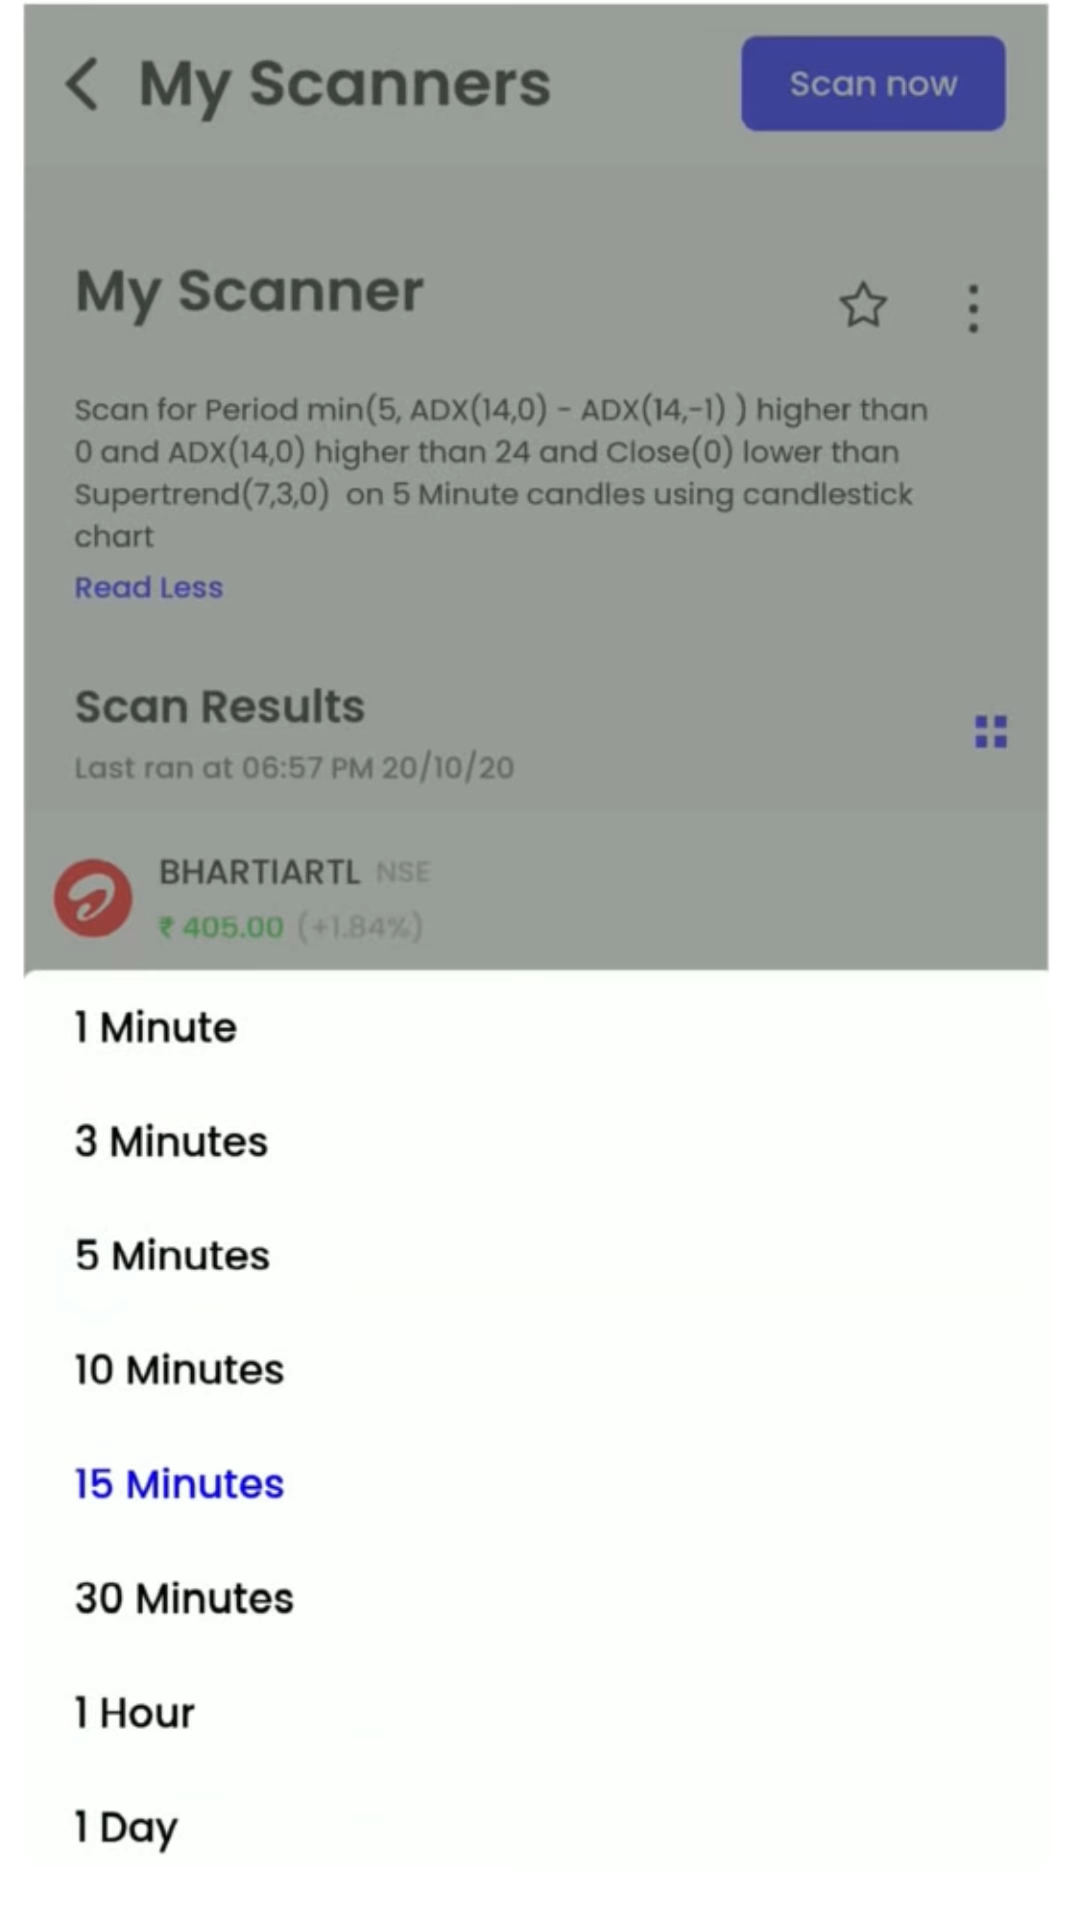 My Scanners
Scan now
My Scanner
Scan for Period min(5, ADX(14,0) - ADX(14,-1) ) higher than
0 and ADX(14,0) higher than 24 and Close(0) lower than
Supertrend(7,3,0)  on 5 Minute candles using candlestick
chart
Read Less
Scan Results
Last ran at 06:57 PM 20/10/20
BHARTIARTL NSE
₹ 405.00 (+1.84%)
1 Minute
3 Minutes
5 Minutes
10 Minutes
15 Minutes
30 Minutes
1 Hour
1 Day